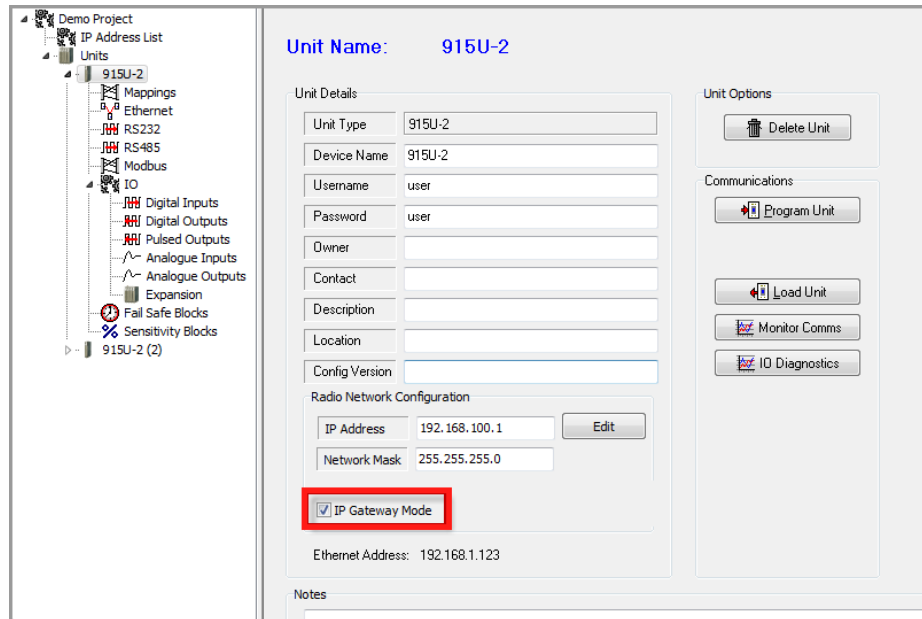 Demo Project
IP Address List
Units
915U-2
Mappings
Ethernet
RS232
RS485
Modbus
IO
Digital Inputs
Digital Outputs
Pulsed Outputs
Analogue Inputs
Analogue Outputs
Expansion
Fail Safe Blocks
Sensitivity Blocks
915U-2 (2)
Unit Name: 915U-2
Unit Details
Unit Type 915U-2
Device Name 915U-2
Username user
Password user
Owner
Contact
Description
Location
Config Version
Radio Network Configuration
IP Address 192.168.100.1 Edit
Network Mask 255.255.255.0
IP Gateway Mode
Ethernet Address: 192.168.1.123
Notes
Unit Options
Delete Unit
Communications
Program Unit
Load Unit
Monitor Comms
IO Diagnostics